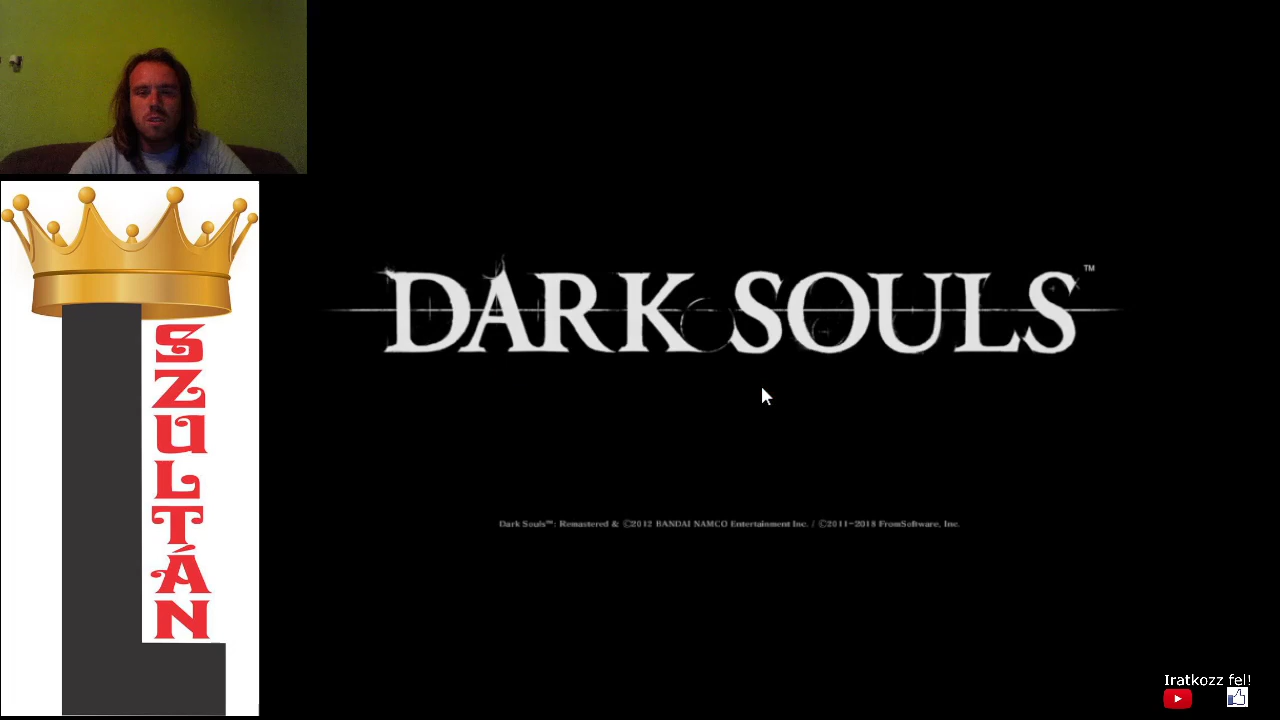 DARK SOULS™
L
SZULTÁN
Dark Souls™: Remastered & ©2012 BANDAI NAMCO Entertainment Inc. / ©2011-2018 FromSoftware, Inc.
Iratkozz fel!